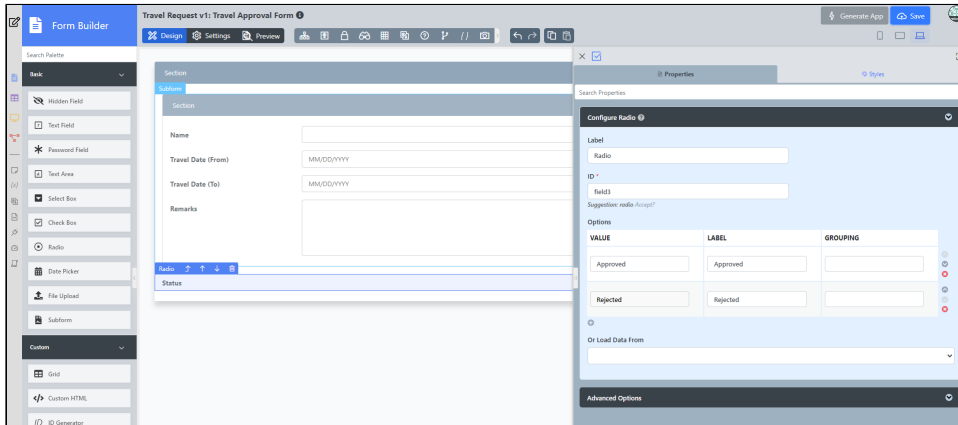 Form Builder
Travel Request v1: Travel Approval Form
Generate App
Save
Design
Settings
Preview
Search Palette
Basic
Hidden Field
Text Field
Password Field
Text Area
Select Box
Check Box
Radio
Date Picker
File Upload
Subform
Custom
Grid
Custom HTML
ID Generator
Section
Subform
Section
Name
Travel Date (From)
MM/DD/YYYY
Travel Date (To)
MM/DD/YYYY
Remarks
Radio
Status
Properties
Styles
Search Properties
Configure Radio
Label
Radio
ID *
field3
Suggestion: radio Accept?
Options
VALUE LABEL GROUPING
Approved Approved
Rejected Rejected
Or Load Data From
Advanced Options